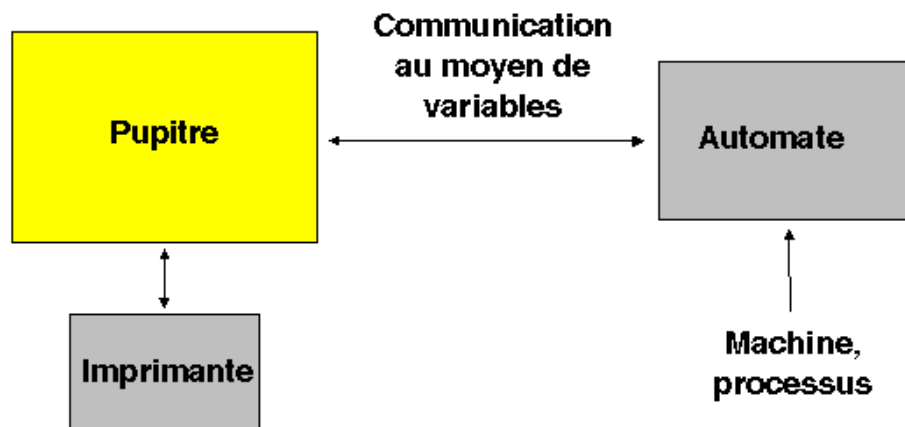 Communication
au moyen de
variables
Pupitre
Automate
Imprimante
Machine,
processus